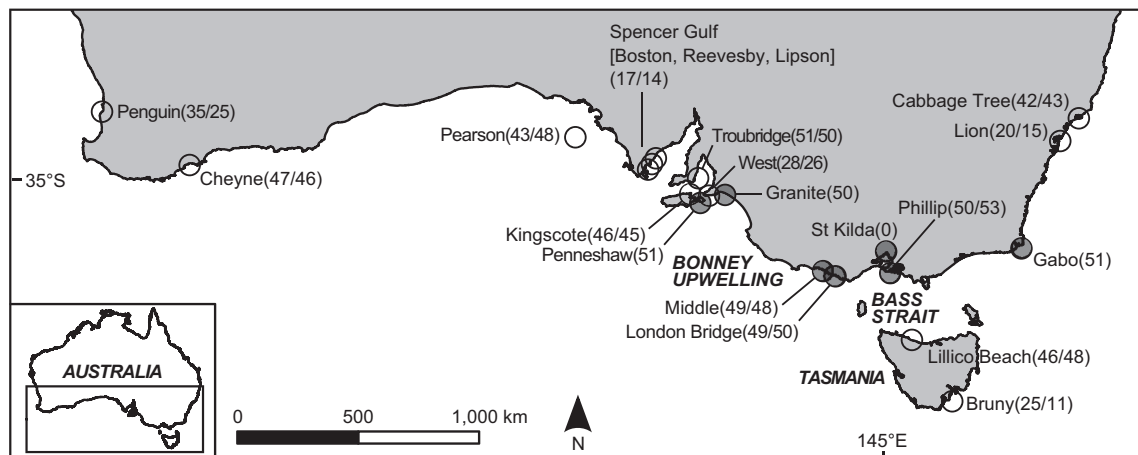 Spencer Gulf
[Boston, Reevesby, Lipson]
(17/14)
Penguin(35/25)
Cabbage Tree(42/43)
Pearson(43/48)
Troubridge(51/50)
Lion(20/15)
West(28/26)
35°S
Cheyne(47/46)
Granite(50)
Phillip(50/53)
St Kilda(0)
Kingscote(46/45)
Penneshaw(51)
BONNEY
UPWELLING
Gabo(51)
Middle(49/48)
BASS
STRAIT
London Bridge(49/50)
Lillico Beach(46/48)
AUSTRALIA
TASMANIA
Bruny(25/11)
0 500 1,000 km
N
145°E